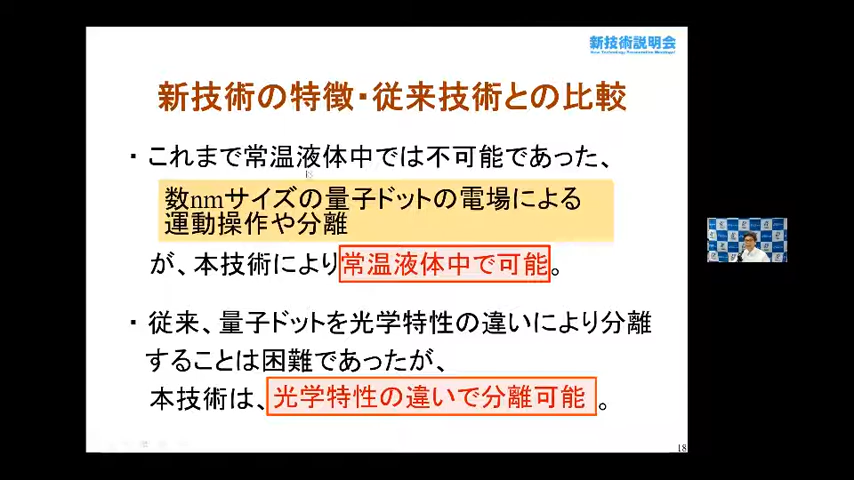 新技術説明会
New Technology Presentation Meetings!
新技術の特徴・従来技術との比較
・これまで常温液体中では不可能であった、
数nmサイズの量子ドットの電場による
運動操作や分離
が、本技術により常温液体中で可能。
・従来、量子ドットを光学特性の違いにより分離
することは困難であったが、
本技術は、光学特性の違いで分離可能。
18